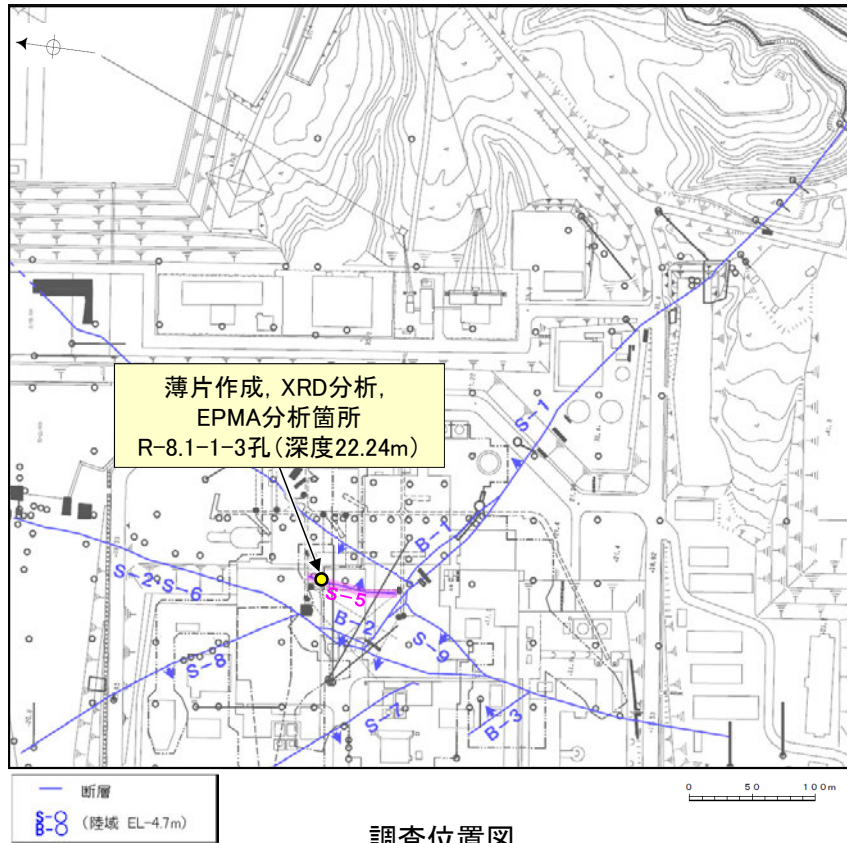 薄片作成, XRD分析,
EPMA分析箇所
R-8.1-1-3孔(深度22.24m)
S-1
B-1
S-2·S-6
S-5
B-2
S-9
S-8
S-7
B-3
0 50 100m
断層
S-○
B-○ (陸域 EL-4.7m)
調査位置図